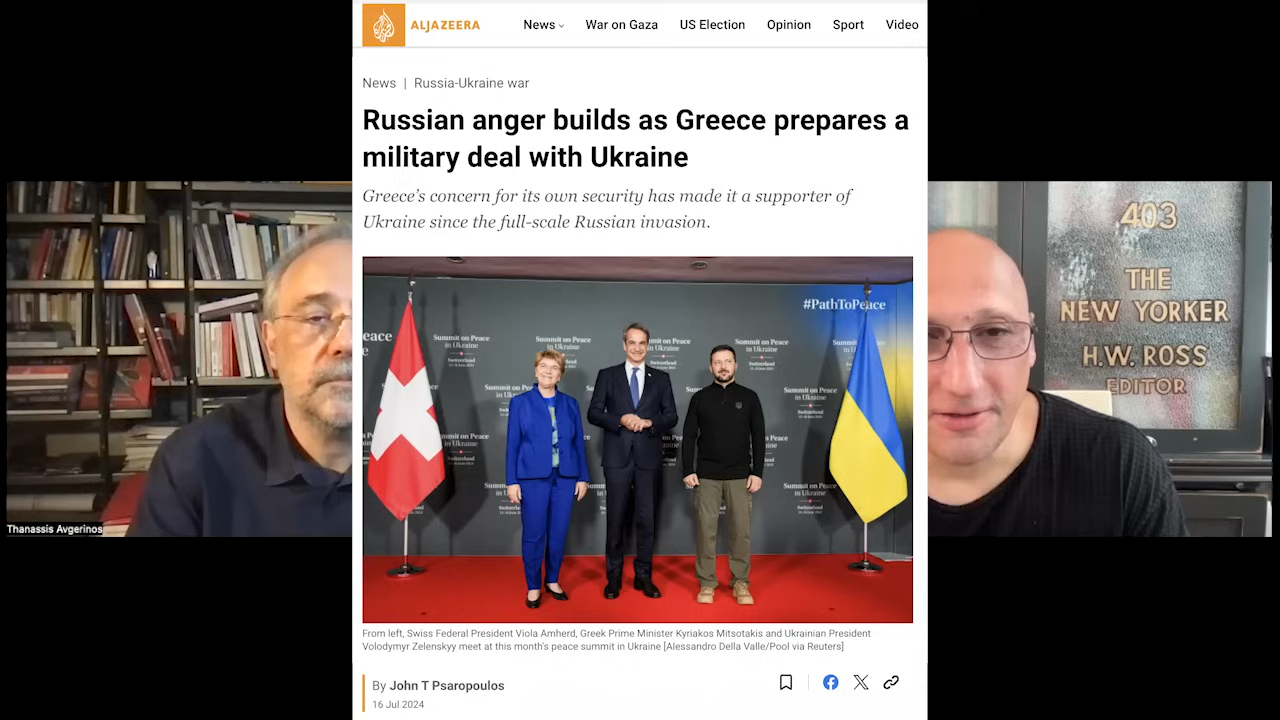 ALJAZEERA
News
War on Gaza
US Election
Opinion
Sport
Video
News | Russia-Ukraine war
Russian anger builds as Greece prepares a
military deal with Ukraine
Greece's concern for its own security has made it a supporter of
Ukraine since the full-scale Russian invasion.
#PathToPeace
Summit on Peace
in Ukraine
Switzerland
From left, Swiss Federal President Viola Amherd, Greek Prime Minister Kyriakos Mitsotakis and Ukrainian President
Volodymyr Zelenskyy meet at this month's peace summit in Ukraine [Alessandro Della Valle/Pool via Reuters]
By John T Psaropoulos
16 Jul 2024
Thanassis Avgerinos
403
THE
NEW YORKER
H.W. ROSS
EDITOR